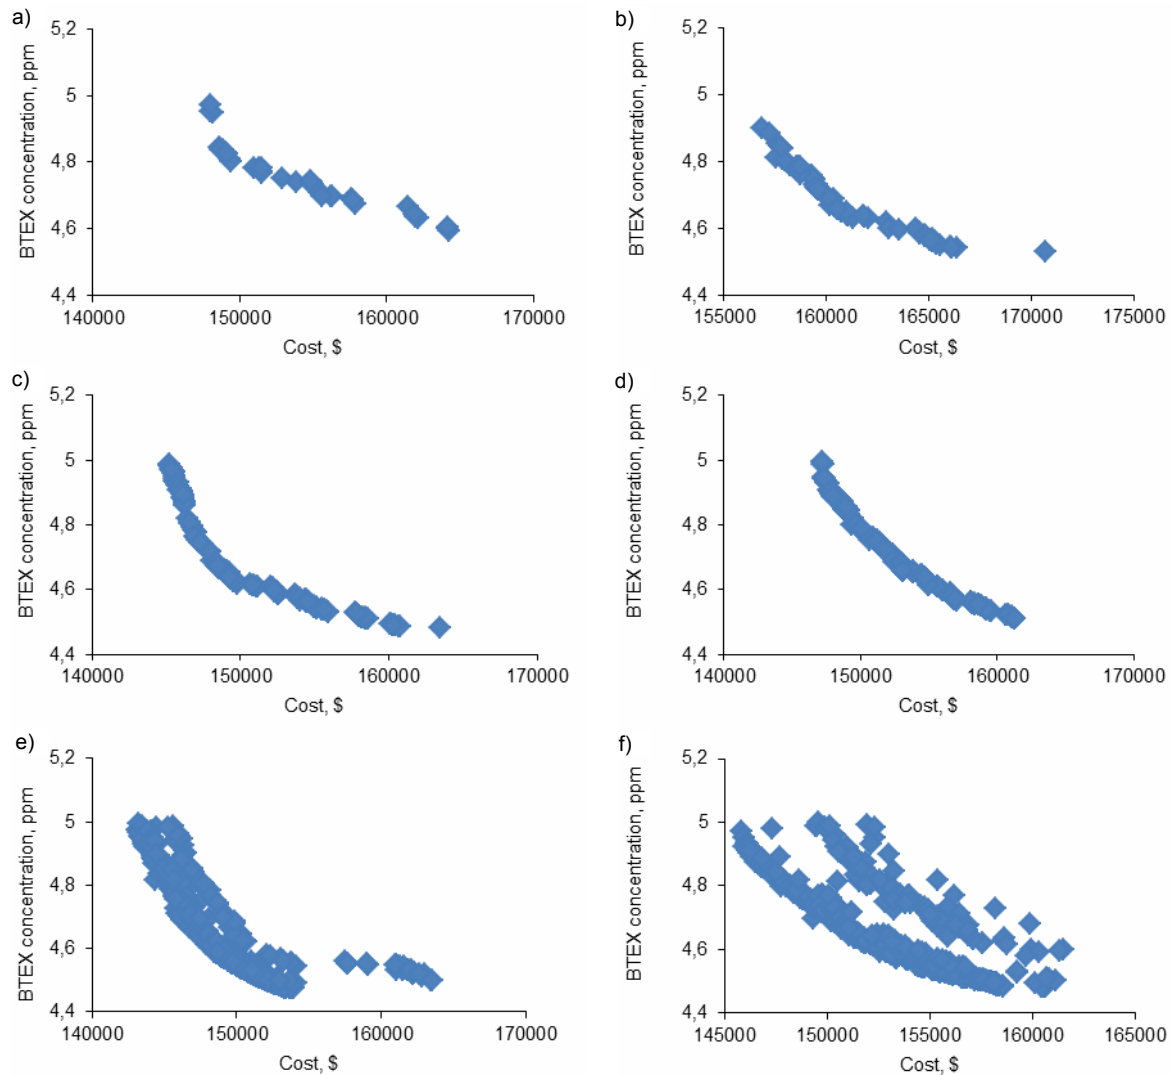 a)
BTEX concentration, ppm
5,2
5
4,8
4,6
4,4
140000 150000 160000 170000
Cost, $
b)
BTEX concentration, ppm
5,2
5
4,8
4,6
4,4
155000 160000 165000 170000 175000
Cost, $
c)
BTEX concentration, ppm
5,2
5
4,8
4,6
4,4
140000 150000 160000 170000
Cost, $
d)
BTEX concentration, ppm
5,2
5
4,8
4,6
4,4
140000 150000 160000 170000
Cost, $
e)
BTEX concentration, ppm
5,2
5
4,8
4,6
4,4
140000 150000 160000 170000
Cost, $
f)
BTEX concentration, ppm
5,2
5
4,8
4,6
4,4
145000 150000 155000 160000 165000
Cost, $